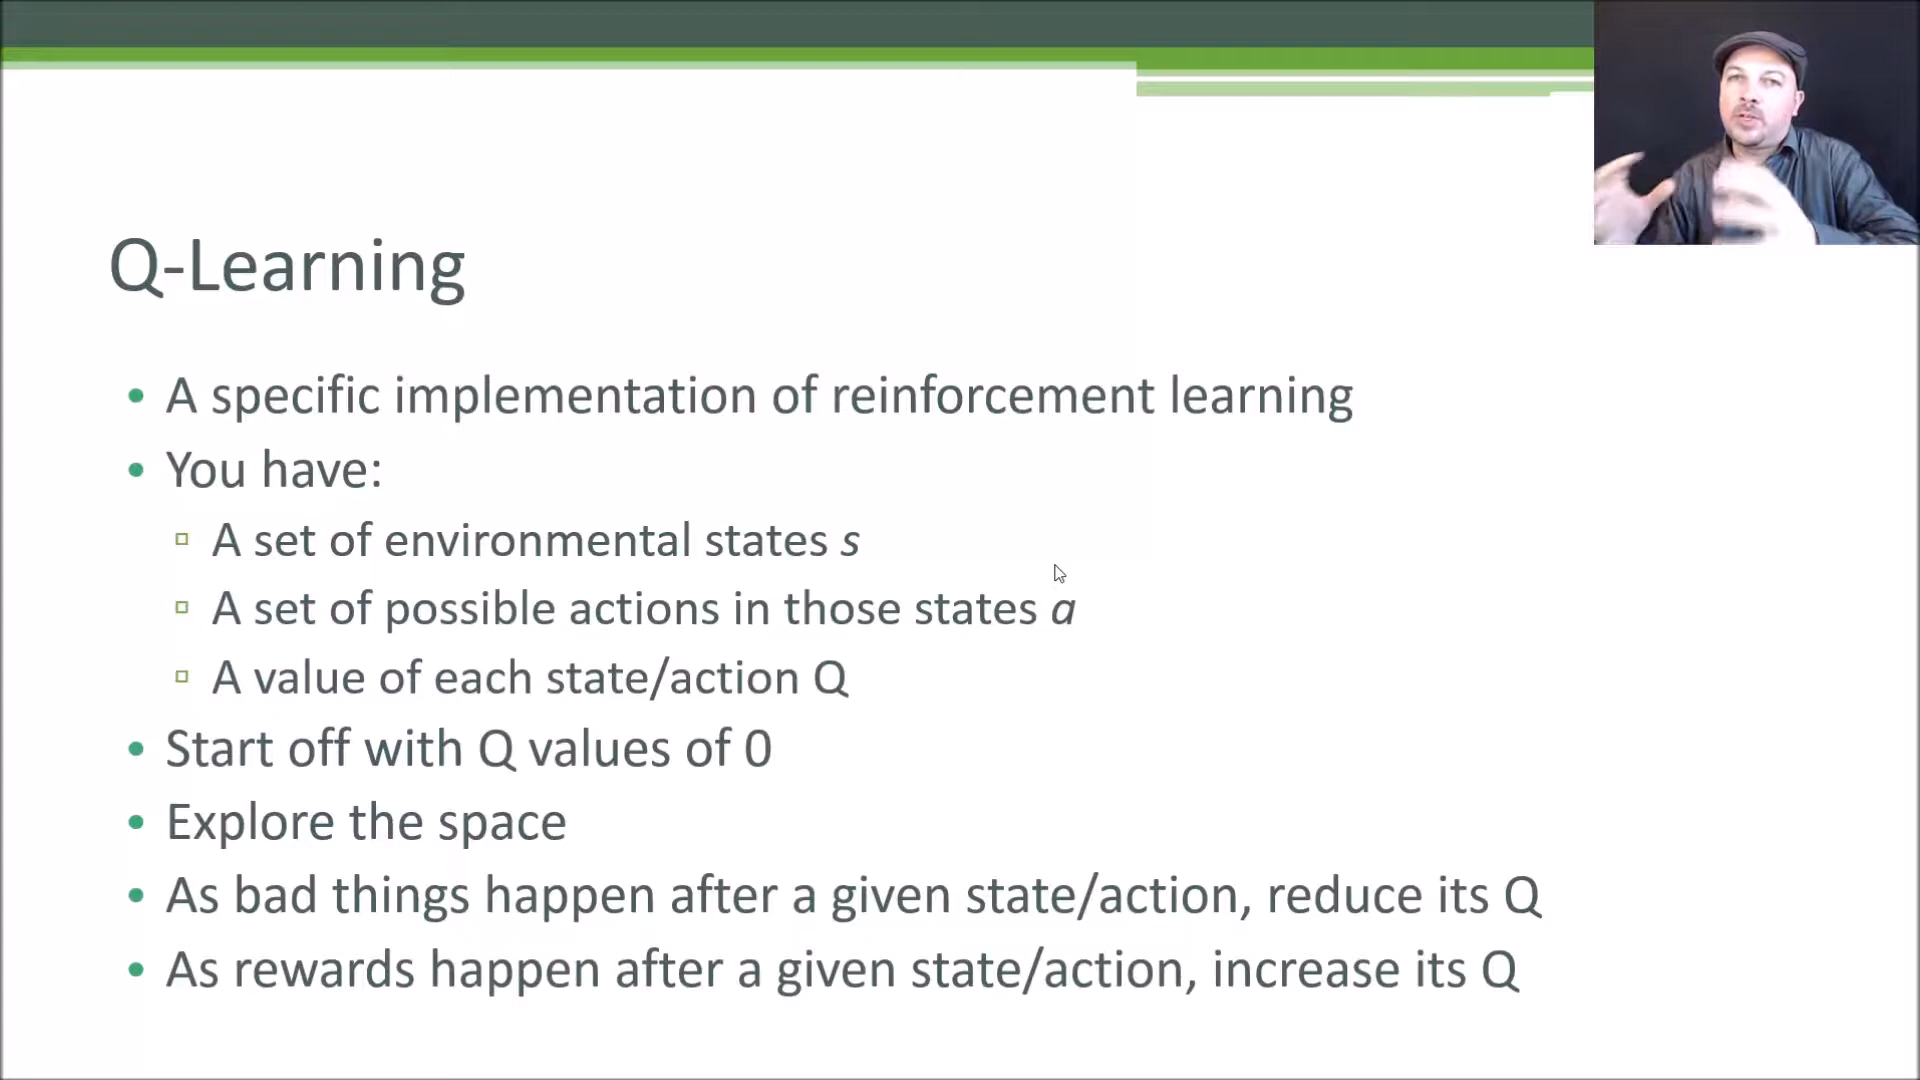 Q-Learning
• A specific implementation of reinforcement learning
• You have:
▫ A set of environmental states s
▫ A set of possible actions in those states a
▫ A value of each state/action Q
• Start off with Q values of 0
• Explore the space
• As bad things happen after a given state/action, reduce its Q
• As rewards happen after a given state/action, increase its Q